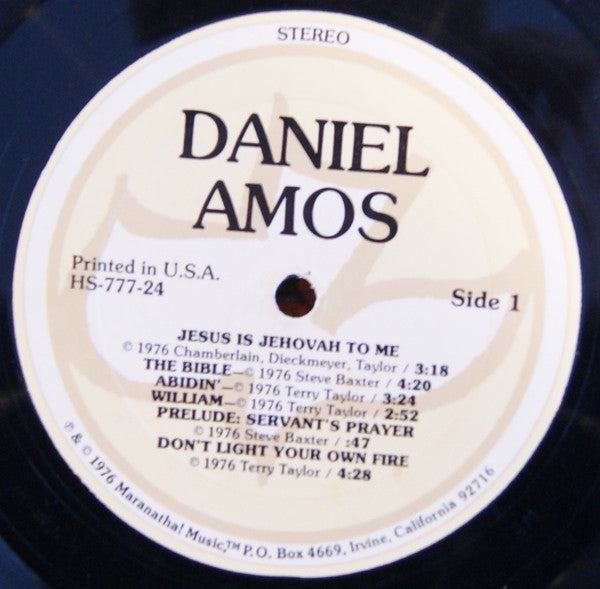 STEREO
DANIEL
AMOS
Printed in U.S.A.
HS-777-24
Side 1
JESUS IS JEHOVAH TO ME
© 1976 Chamberlain, Dieckmeyer, Taylor / 3:18
THE BIBLE—© 1976 Steve Baxter / 4:20
ABIDIN'—© 1976 Terry Taylor / 3:24
WILLIAM—© 1976 Terry Taylor / 2:52
PRELUDE: SERVANT'S PRAYER
© 1976 Steve Baxter / :47
DON'T LIGHT YOUR OWN FIRE
© 1976 Terry Taylor / 4:28
℗ & © 1976 Maranatha! Music,™ P.O. Box 4669, Irvine, California 92716